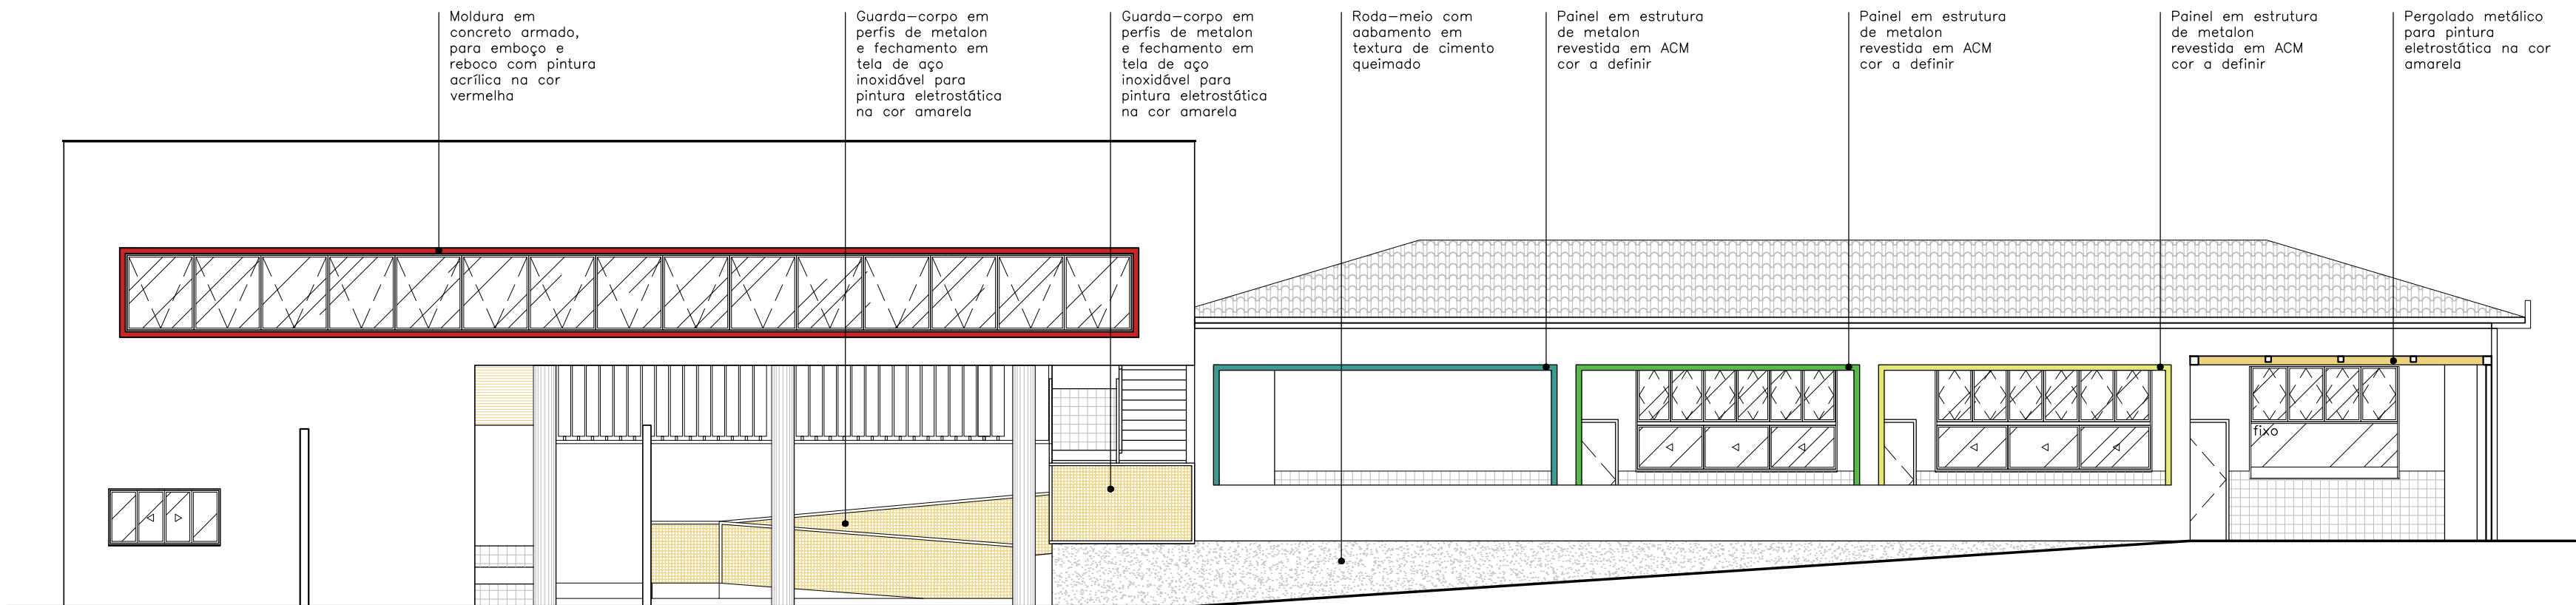 Moldura em
concreto armado,
para emboço e
reboco com pintura
acrílica na cor
vermelha
Guarda-corpo em
perfis de metalon
e fechamento em
tela de aço
inoxidável para
pintura eletrostática
na cor amarela
Guarda-corpo em
perfis de metalon
e fechamento em
tela de aço
inoxidável para
pintura eletrostática
na cor amarela
Roda-meio com
aabamento em
textura de cimento
queimado
Painel em estrutura
de metalon
revestida em ACM
cor a definir
Painel em estrutura
de metalon
revestida em ACM
cor a definir
Painel em estrutura
de metalon
revestida em ACM
cor a definir
Pergolado metálico
para pintura
eletrostática na cor
amarela
fixo